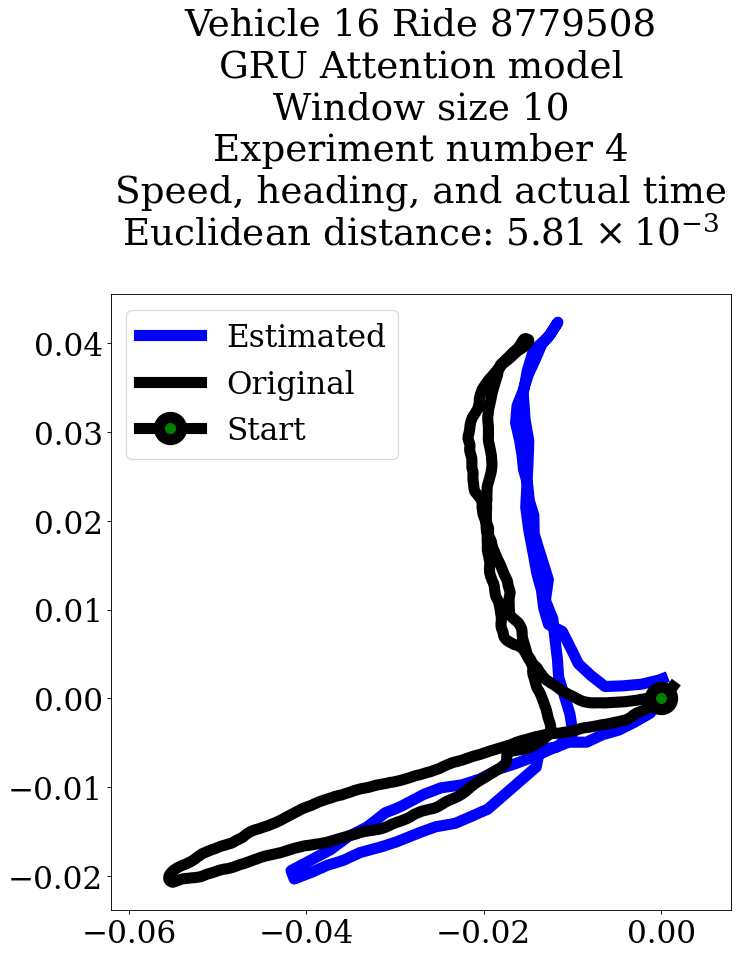 Vehicle 16 Ride 8779508
GRU Attention model
Window size 10
Experiment number 4
Speed, heading, and actual time
Euclidean distance: 5.81 × 10⁻³
Estimated
Original
Start
0.04
0.03
0.02
0.01
0.00
−0.01
−0.02
−0.06 −0.04 −0.02 0.00